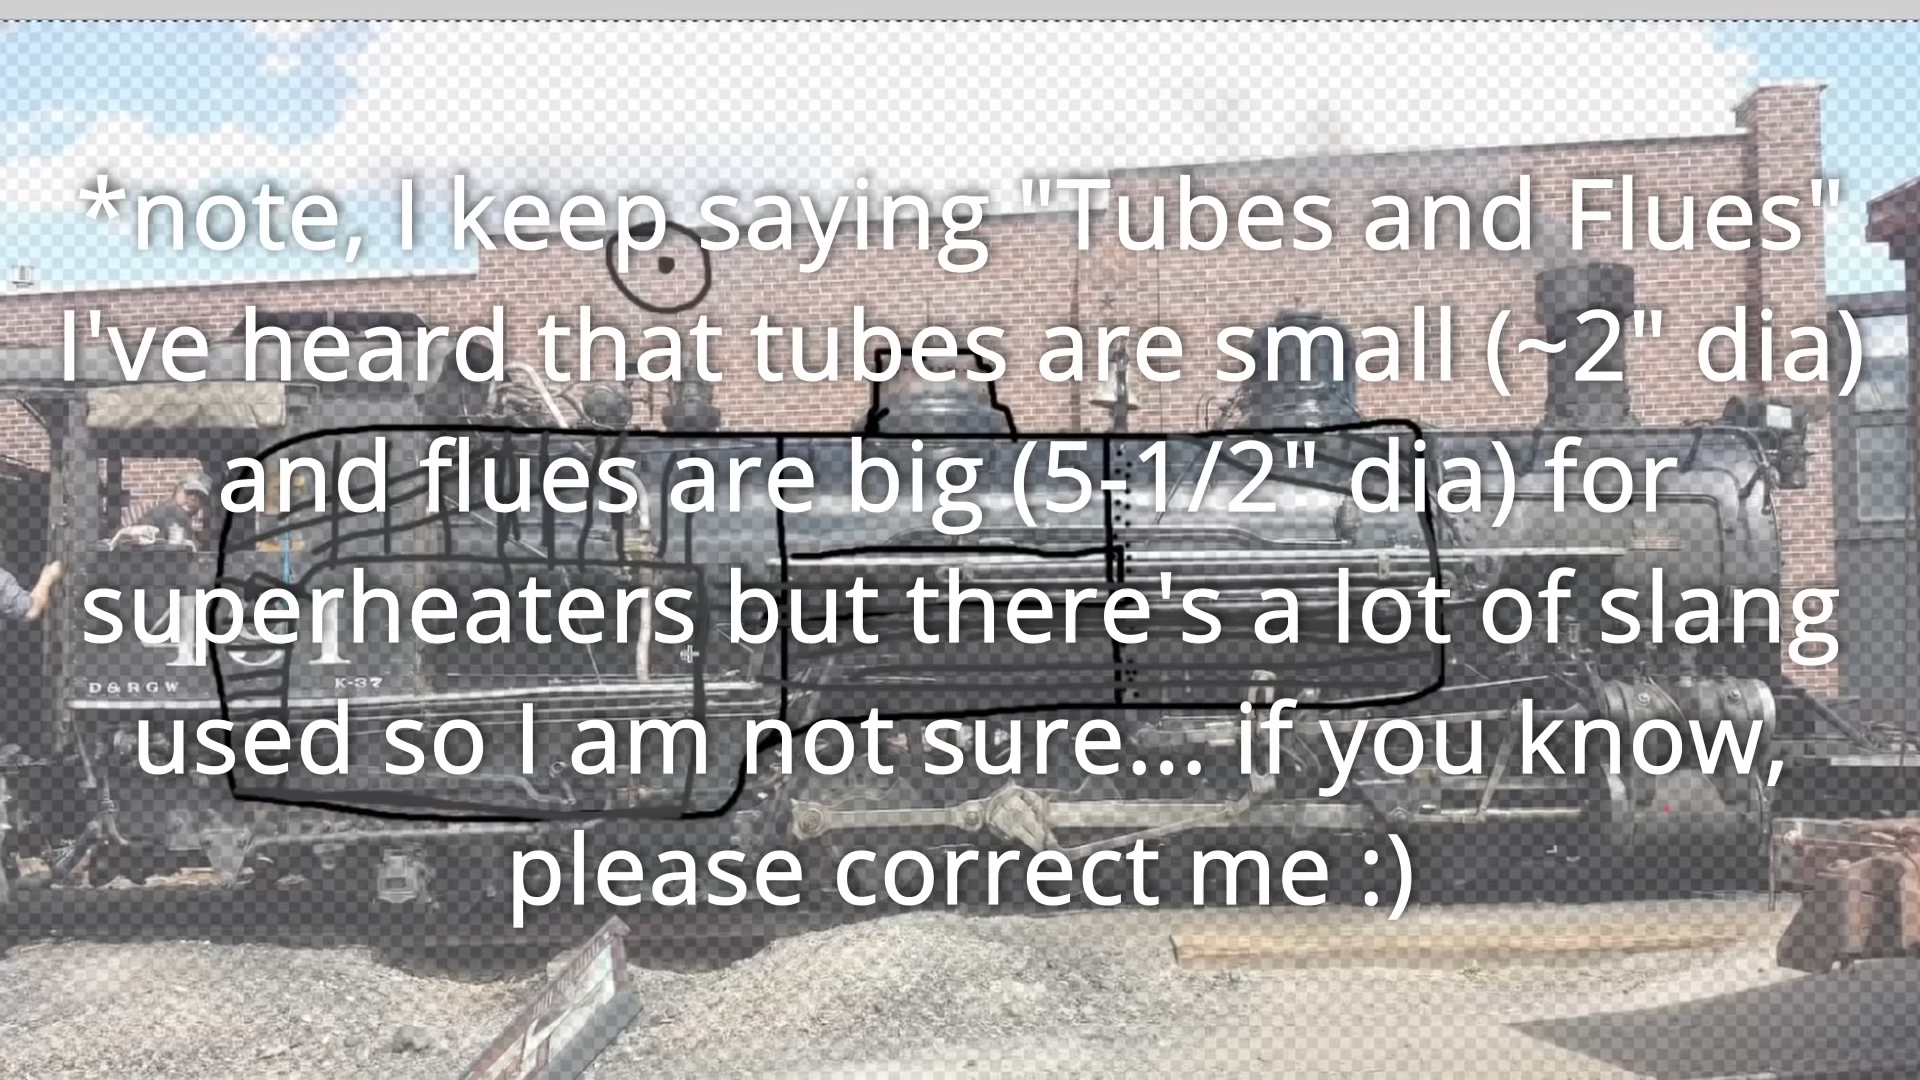 *note, I keep saying "Tubes and Flues"
I've heard that tubes are small (~2" dia)
and flues are big (5-1/2" dia) for
superheaters but there's a lot of slang
used so I am not sure... if you know,
please correct me :)
491
D&RGW
K-37